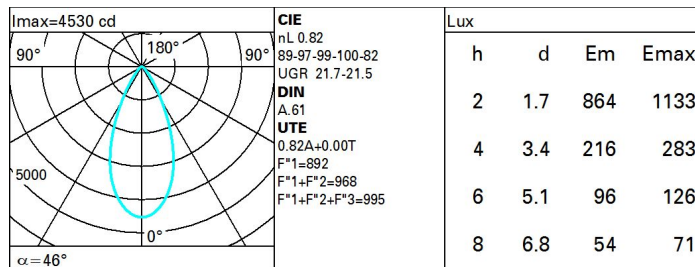 Imax=4530 cd
90° 180° 90°
5000
0°
α=46°
CIE
nL 0.82
89-97-99-100-82
UGR 21.7-21.5
DIN
A.61
UTE
0.82A+0.00T
F"1=892
F"1+F"2=968
F"1+F"2+F"3=995
Lux
h d Em Emax
2 1.7 864 1133
4 3.4 216 283
6 5.1 96 126
8 6.8 54 71